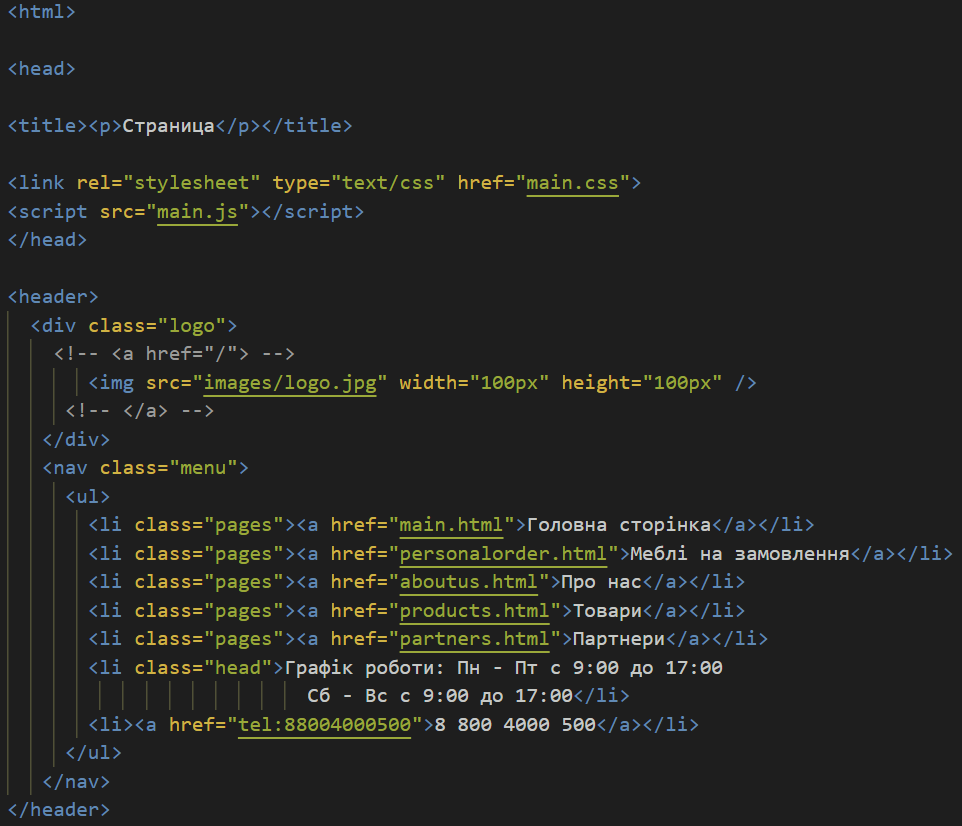 <html>
<head>
<title><p>Страница</p></title>
<link rel="stylesheet" type="text/css" href="main.css">
<script src="main.js"></script>
</head>
<header>
<div class="logo">
<!-- <a href="/"> -->
<img src="images/logo.jpg" width="100px" height="100px" />
<!-- </a> -->
</div>
<nav class="menu">
<ul>
<li class="pages"><a href="main.html">Головна сторінка</a></li>
<li class="pages"><a href="personalorder.html">Меблі на замовлення</a></li>
<li class="pages"><a href="aboutus.html">Про нас</a></li>
<li class="pages"><a href="products.html">Товари</a></li>
<li class="pages"><a href="partners.html">Партнери</a></li>
<li class="head">Графік роботи: Пн - Пт с 9:00 до 17:00
Сб - Вс с 9:00 до 17:00</li>
<li><a href="tel:88004000500">8 800 4000 500</a></li>
</ul>
</nav>
</header>